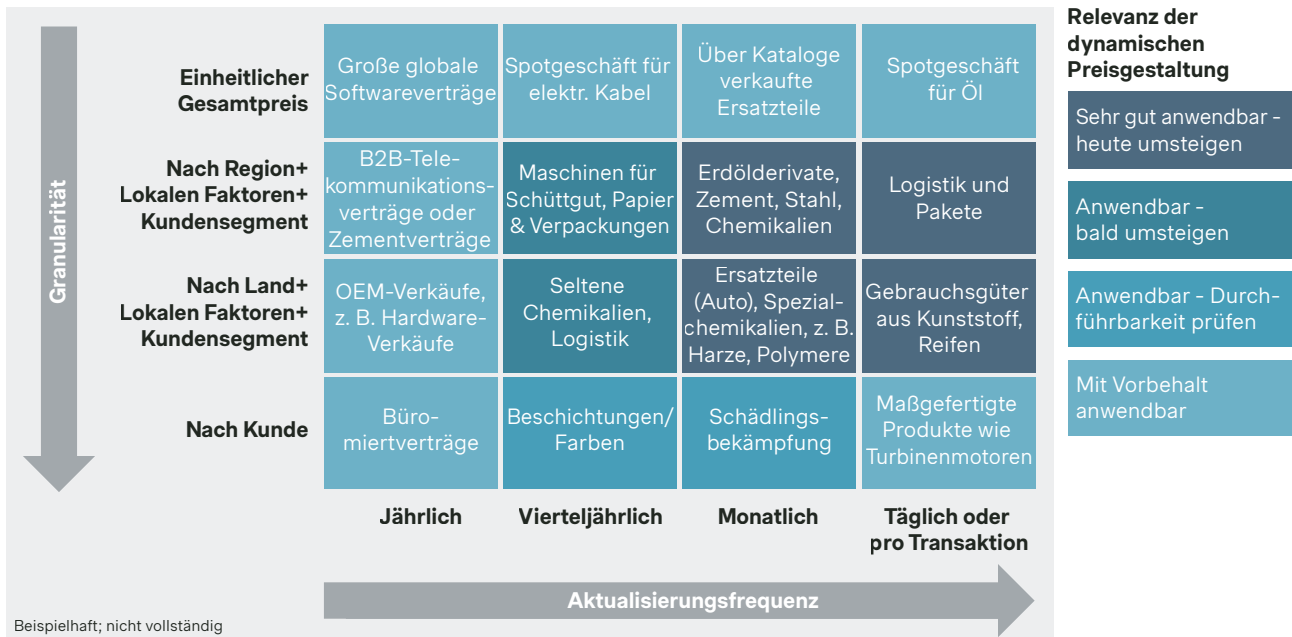 Granularität
Einheitlicher
Gesamtpreis
Große globale
Softwareverträge
Spotgeschäft für
elektr. Kabel
Über Kataloge
verkaufte
Ersatzteile
Spotgeschäft
für Öl
Nach Region+
Lokalen Faktoren+
Kundensegment
B2B-Tele-
kommunikations-
verträge oder
Zementverträge
Maschinen für
Schüttgut, Papier
& Verpackungen
Erdölderivate,
Zement, Stahl,
Chemikalien
Logistik und
Pakete
Nach Land+
Lokalen Faktoren+
Kundensegment
OEM-Verkäufe,
z. B. Hardware-
Verkäufe
Seltene
Chemikalien,
Logistik
Ersatzteile
(Auto), Spezial-
chemikalien, z. B.
Harze, Polymere
Gebrauchsgüter
aus Kunststoff,
Reifen
Nach Kunde
Büro-
miertverträge
Beschichtungen/
Farben
Schädlings-
bekämpfung
Maßgefertigte
Produkte wie
Turbinenmotoren
Jährlich
Vierteljährlich
Monatlich
Täglich oder
pro Transaktion
Aktualisierungsfrequenz
Beispielhaft; nicht vollständig
Relevanz der
dynamischen
Preisgestaltung
Sehr gut anwendbar -
heute umsteigen
Anwendbar -
bald umsteigen
Anwendbar - Durch-
führbarkeit prüfen
Mit Vorbehalt
anwendbar